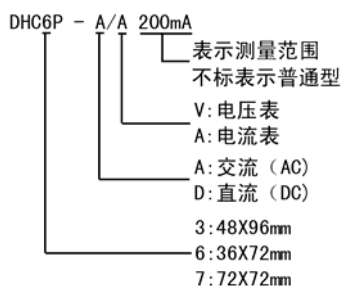 DHC6P - A/A 200mA
表示测量范围
不标表示普通型
V:电压表
A:电流表
A:交流（AC)
D:直流（DC)
3:48X96mm
6:36X72mm
7:72X72mm